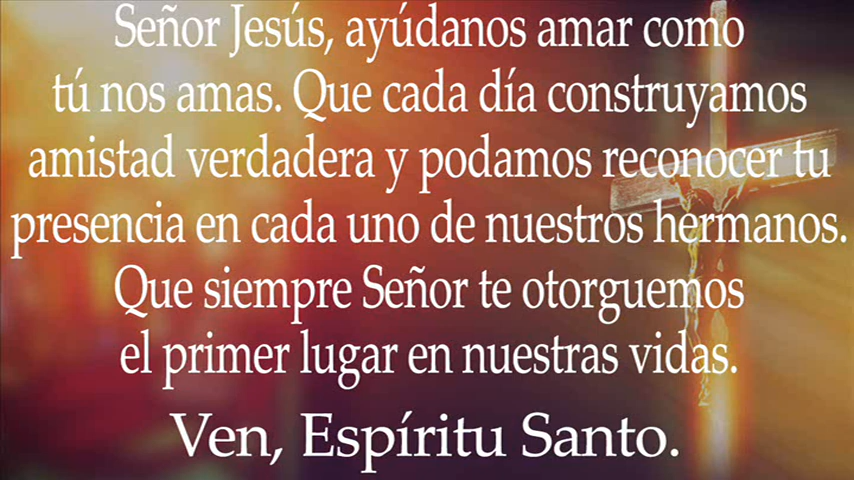 Señor Jesús, ayúdanos amar como
tú nos amas. Que cada día construyamos
amistad verdadera y podamos reconocer tu
presencia en cada uno de nuestros hermanos.
Que siempre Señor te otorguemos
el primer lugar en nuestras vidas.
Ven, Espíritu Santo.